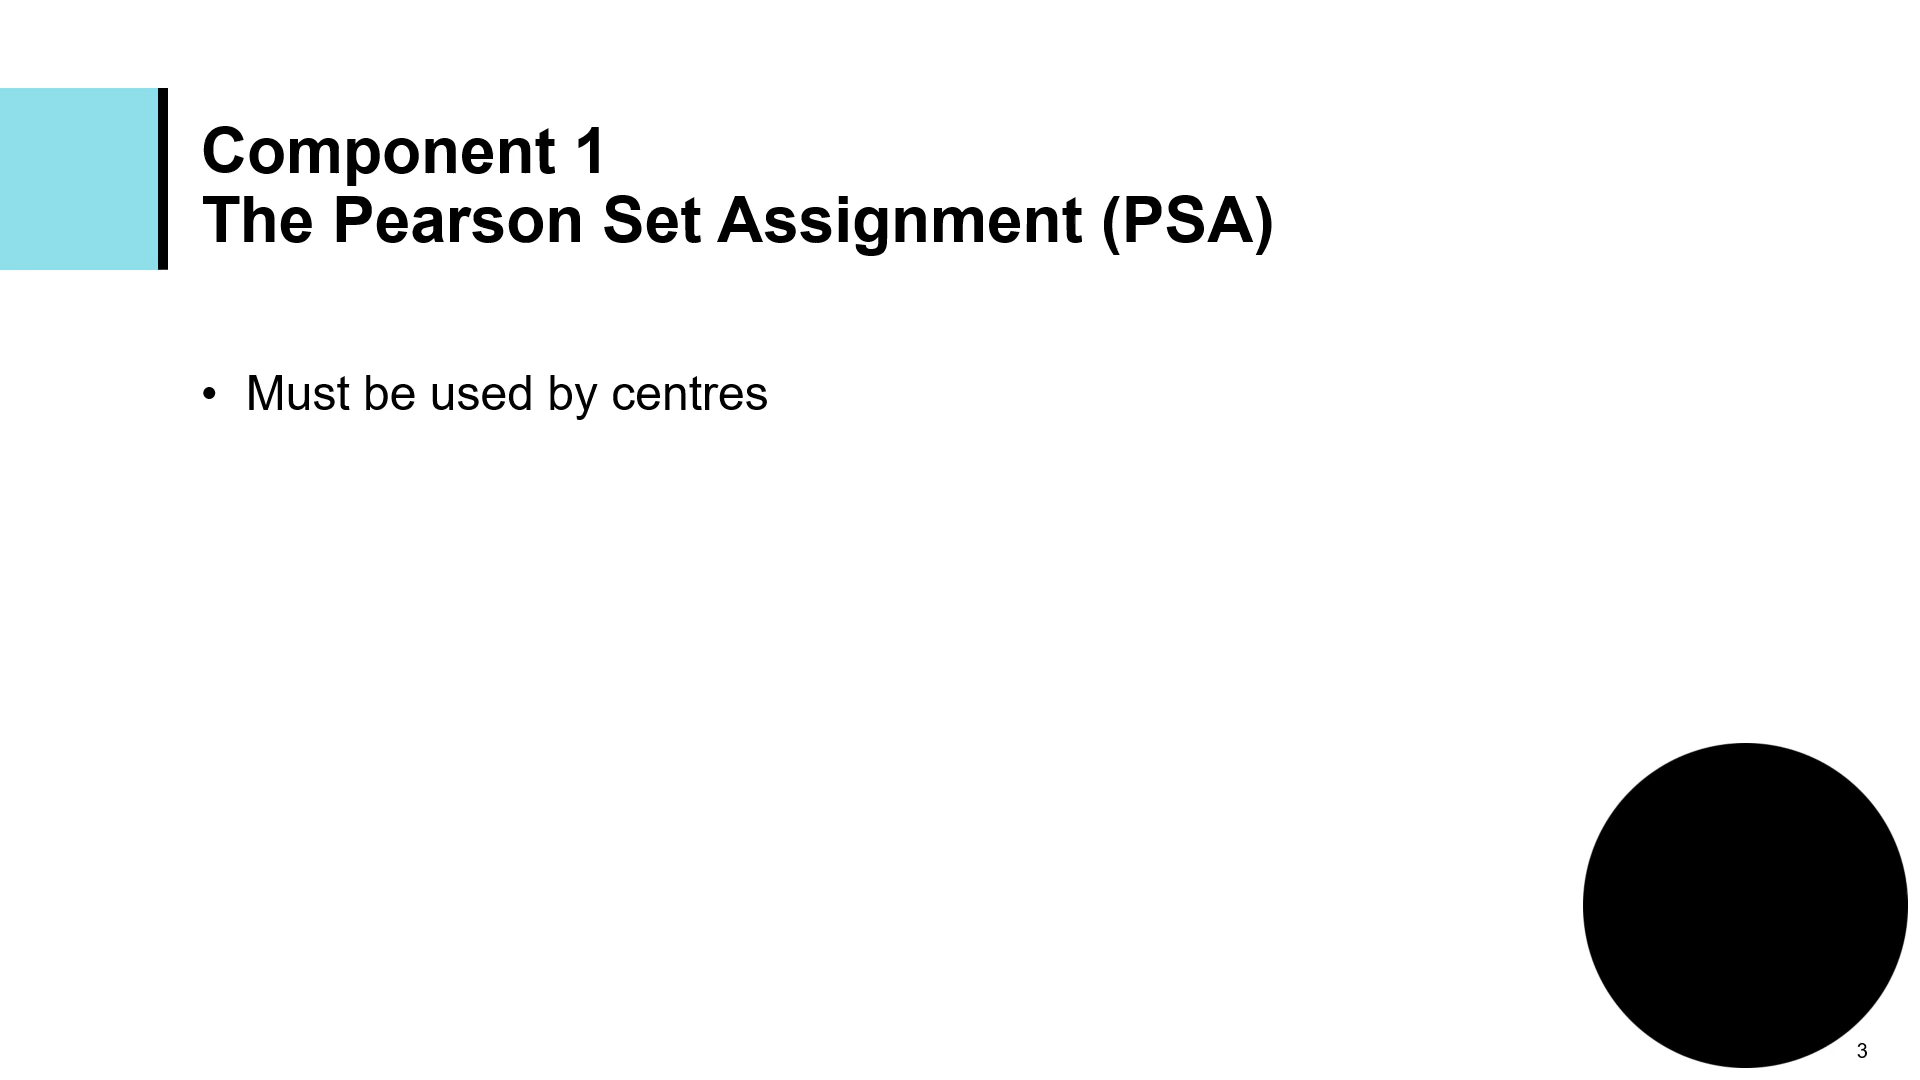 Component 1
The Pearson Set Assignment (PSA)
• Must be used by centres
3